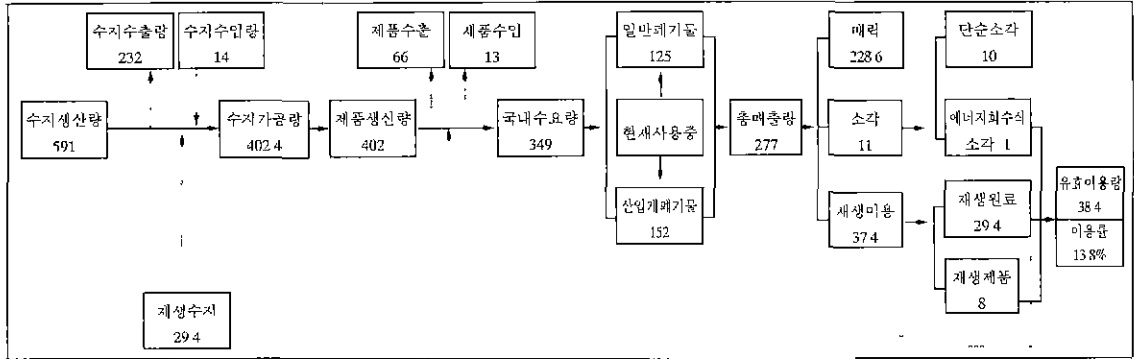 수지수출량
232
수지수입량
14
제품수출
66
제품수입
13
일반폐기물
125
매립
228 6
단순소각
10
수지생산량
591
수지가공량
402 4
제품생산량
402
국내수요량
349
현재사용중
총배출량
277
소각
11
에너지회수식
소각 1
산업계폐기물
152
재생이용
37 4
재생원료
29 4
유효이용량
38 4
이용률
13 8%
재생제품
8
재생수지
29 4